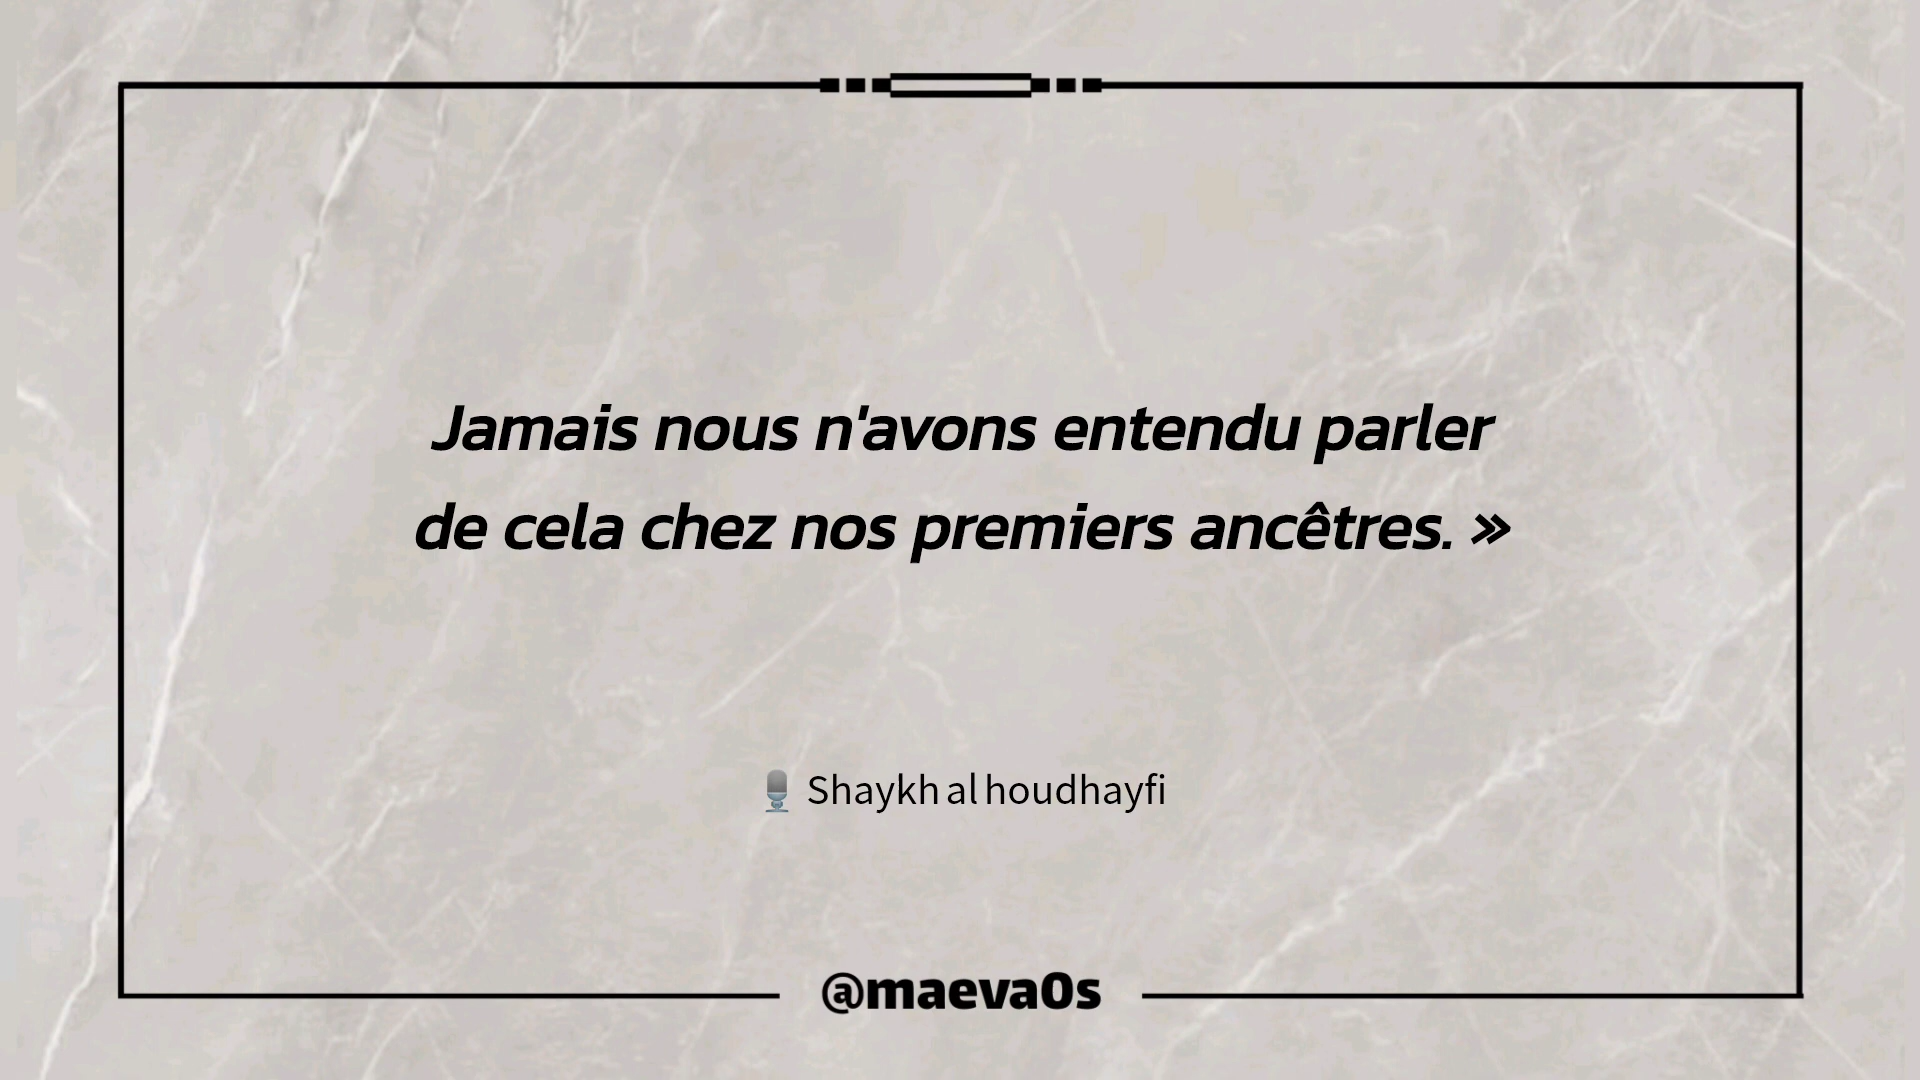 Jamais nous n'avons entendu parler
de cela chez nos premiers ancêtres. »
🎙️ Shaykh al houdhayfi
@maeva0s